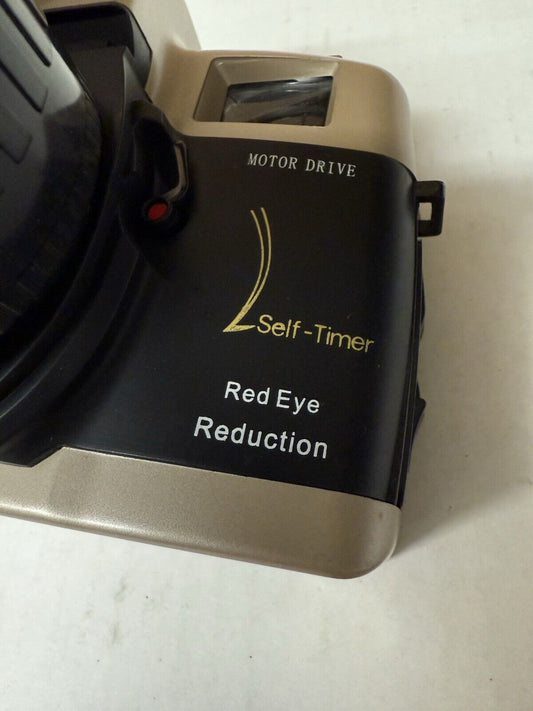 MOTOR DRIVE
Self-Timer
Red Eye
Reduction